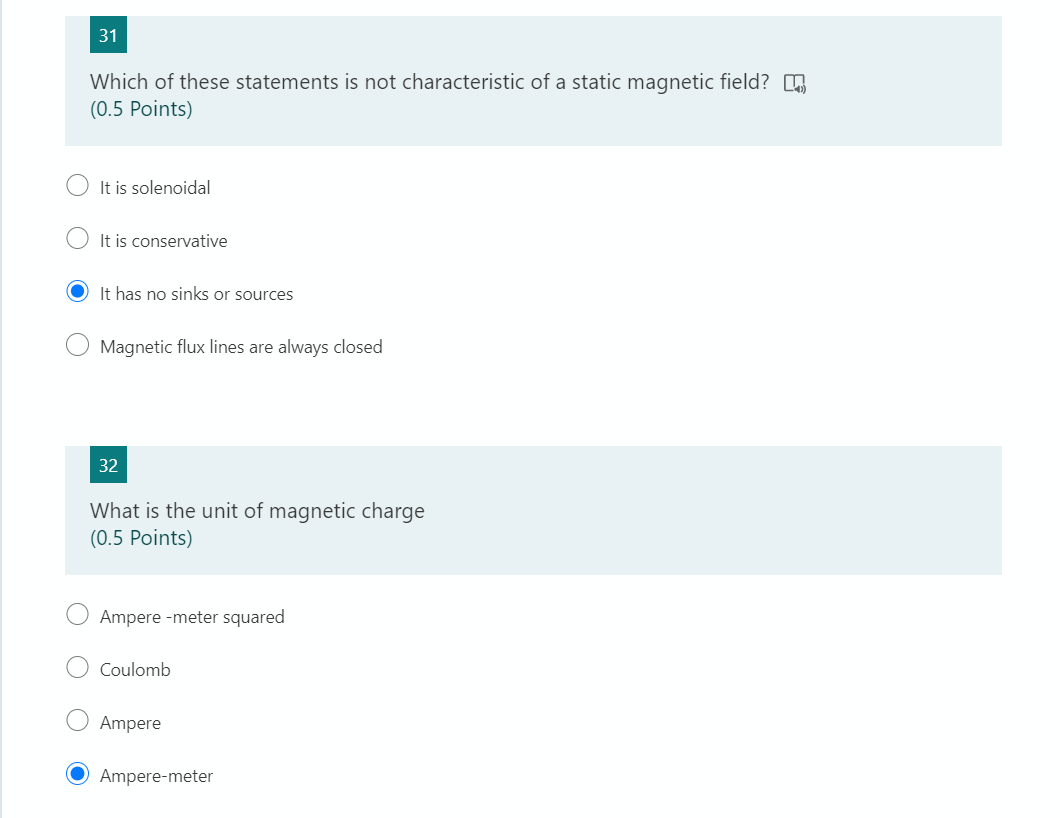 31
Which of these statements is not characteristic of a static magnetic field?
(0.5 Points)
It is solenoidal
It is conservative
It has no sinks or sources
Magnetic flux lines are always closed
32
What is the unit of magnetic charge
(0.5 Points)
Ampere -meter squared
Coulomb
Ampere
Ampere-meter